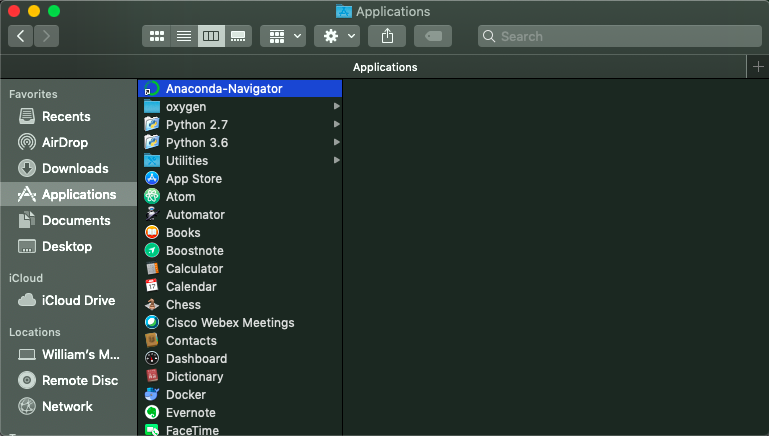 Applications
Search
Applications
Favorites
Recents
AirDrop
Downloads
Applications
Documents
Desktop
iCloud
iCloud Drive
Locations
William's M...
Remote Disc
Network
Anaconda-Navigator
oxygen
Python 2.7
Python 3.6
Utilities
App Store
Atom
Automator
Books
Boostnote
Calculator
Calendar
Chess
Cisco Webex Meetings
Contacts
Dashboard
Dictionary
Docker
Evernote
FaceTime